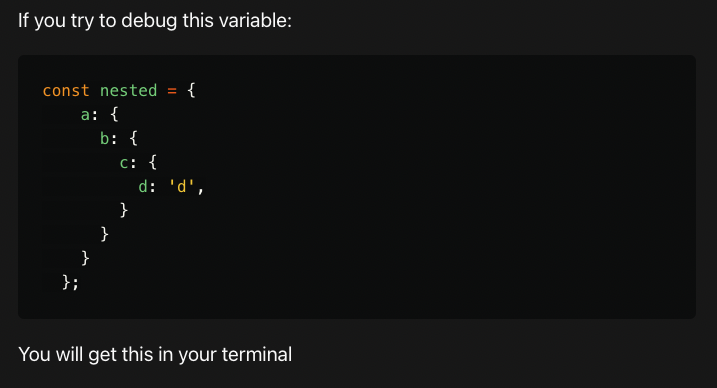 If you try to debug this variable:
const nested = {
    a: {
      b: {
        c: {
          d: 'd',
        }
      }
    }
  };
You will get this in your terminal